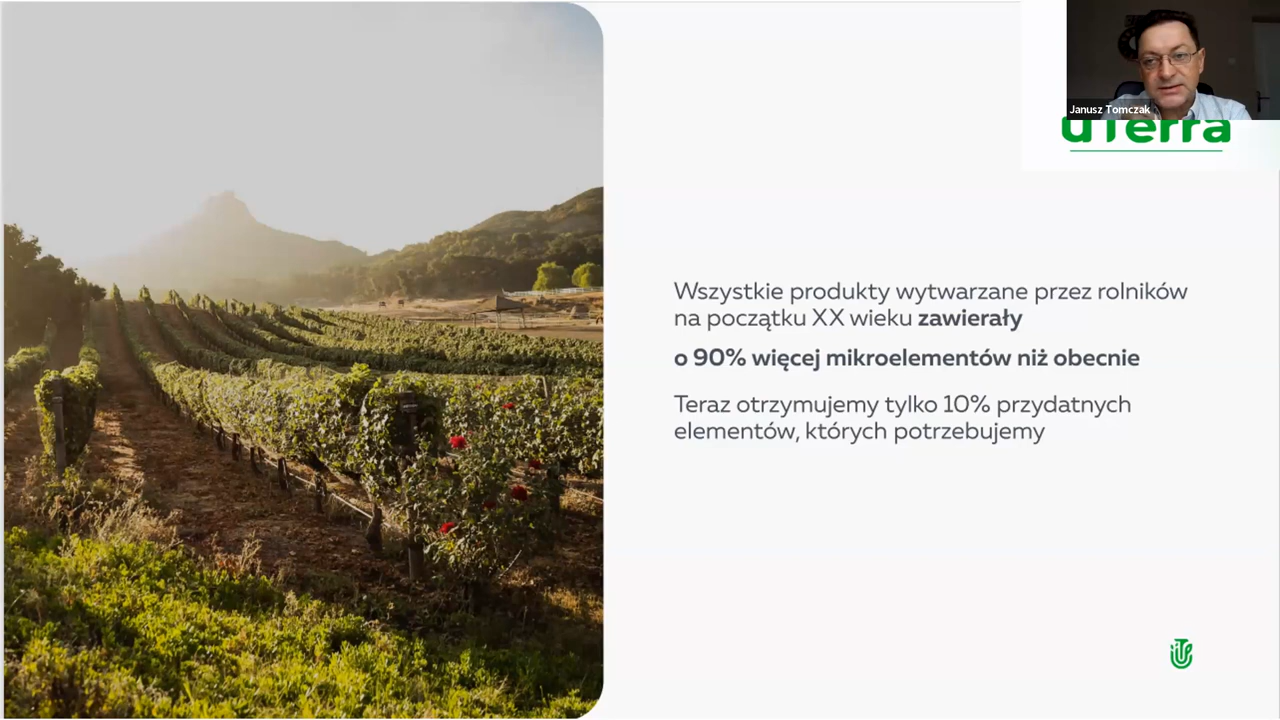 Janusz Tomczak
uTerra
Wszystkie produkty wytwarzane przez rolników
na początku XX wieku zawierały
o 90% więcej mikroelementów niż obecnie
Teraz otrzymujemy tylko 10% przydatnych
elementów, których potrzebujemy